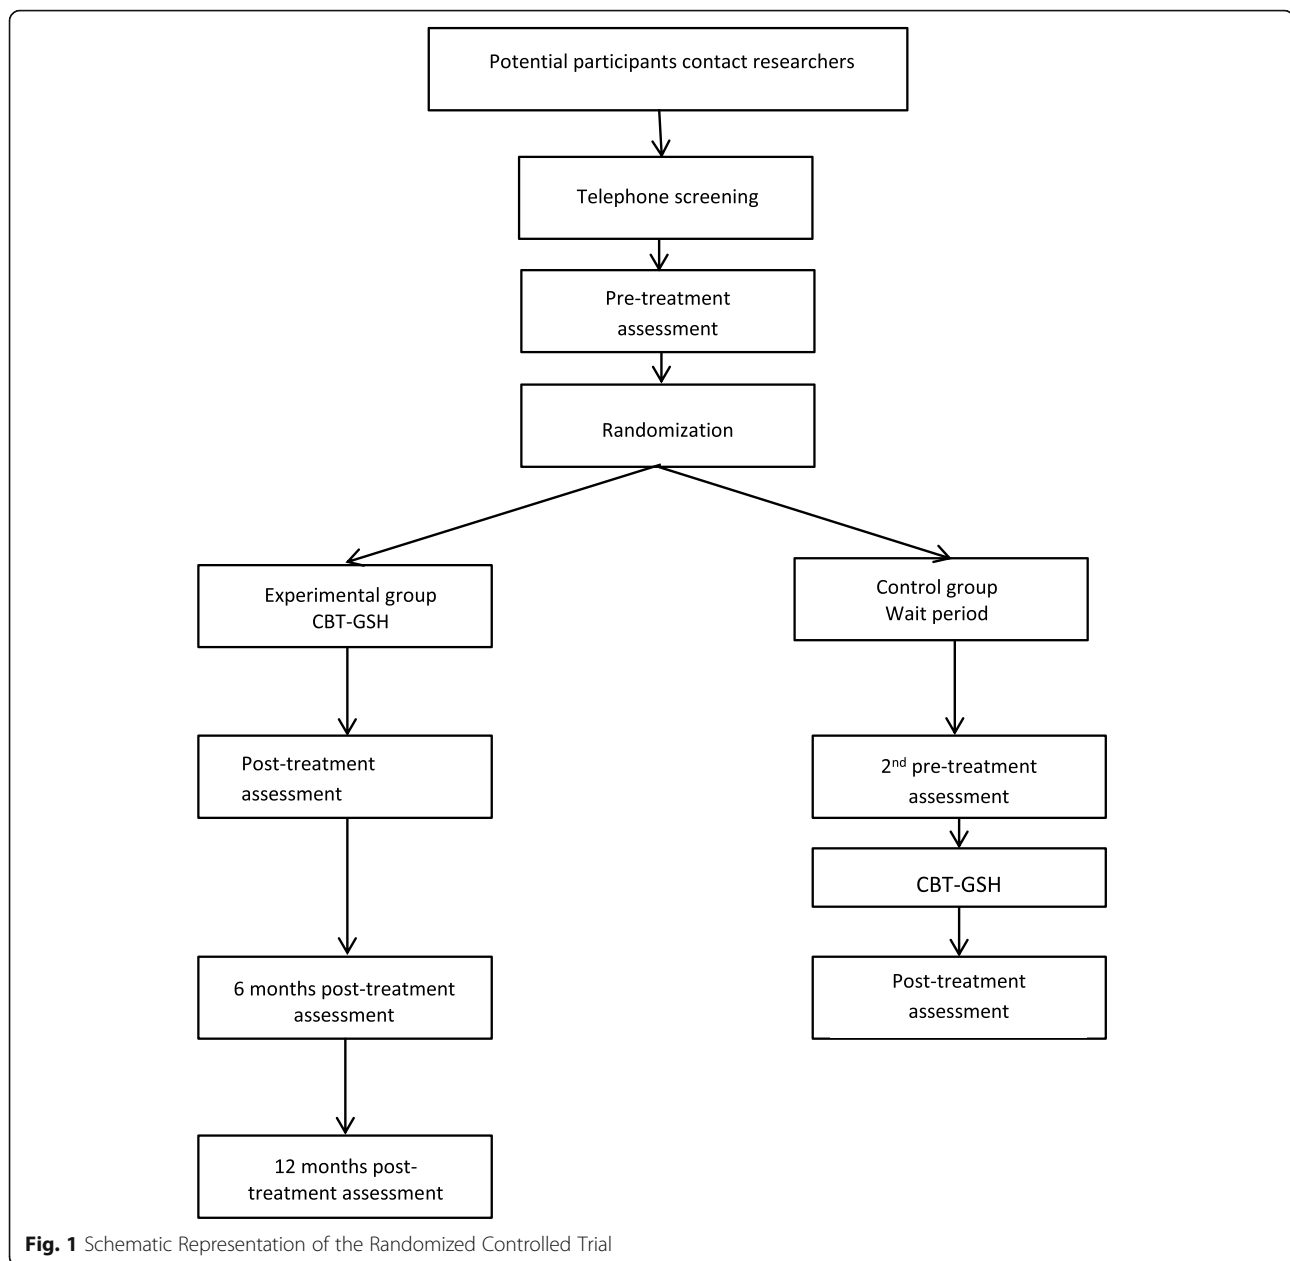 Potential participants contact researchers
Telephone screening
Pre-treatment
assessment
Randomization
Experimental group
CBT-GSH
Control group
Wait period
Post-treatment
assessment
2nd pre-treatment
assessment
CBT-GSH
6 months post-treatment
assessment
Post-treatment
assessment
12 months post-
treatment assessment
Fig. 1 Schematic Representation of the Randomized Controlled Trial